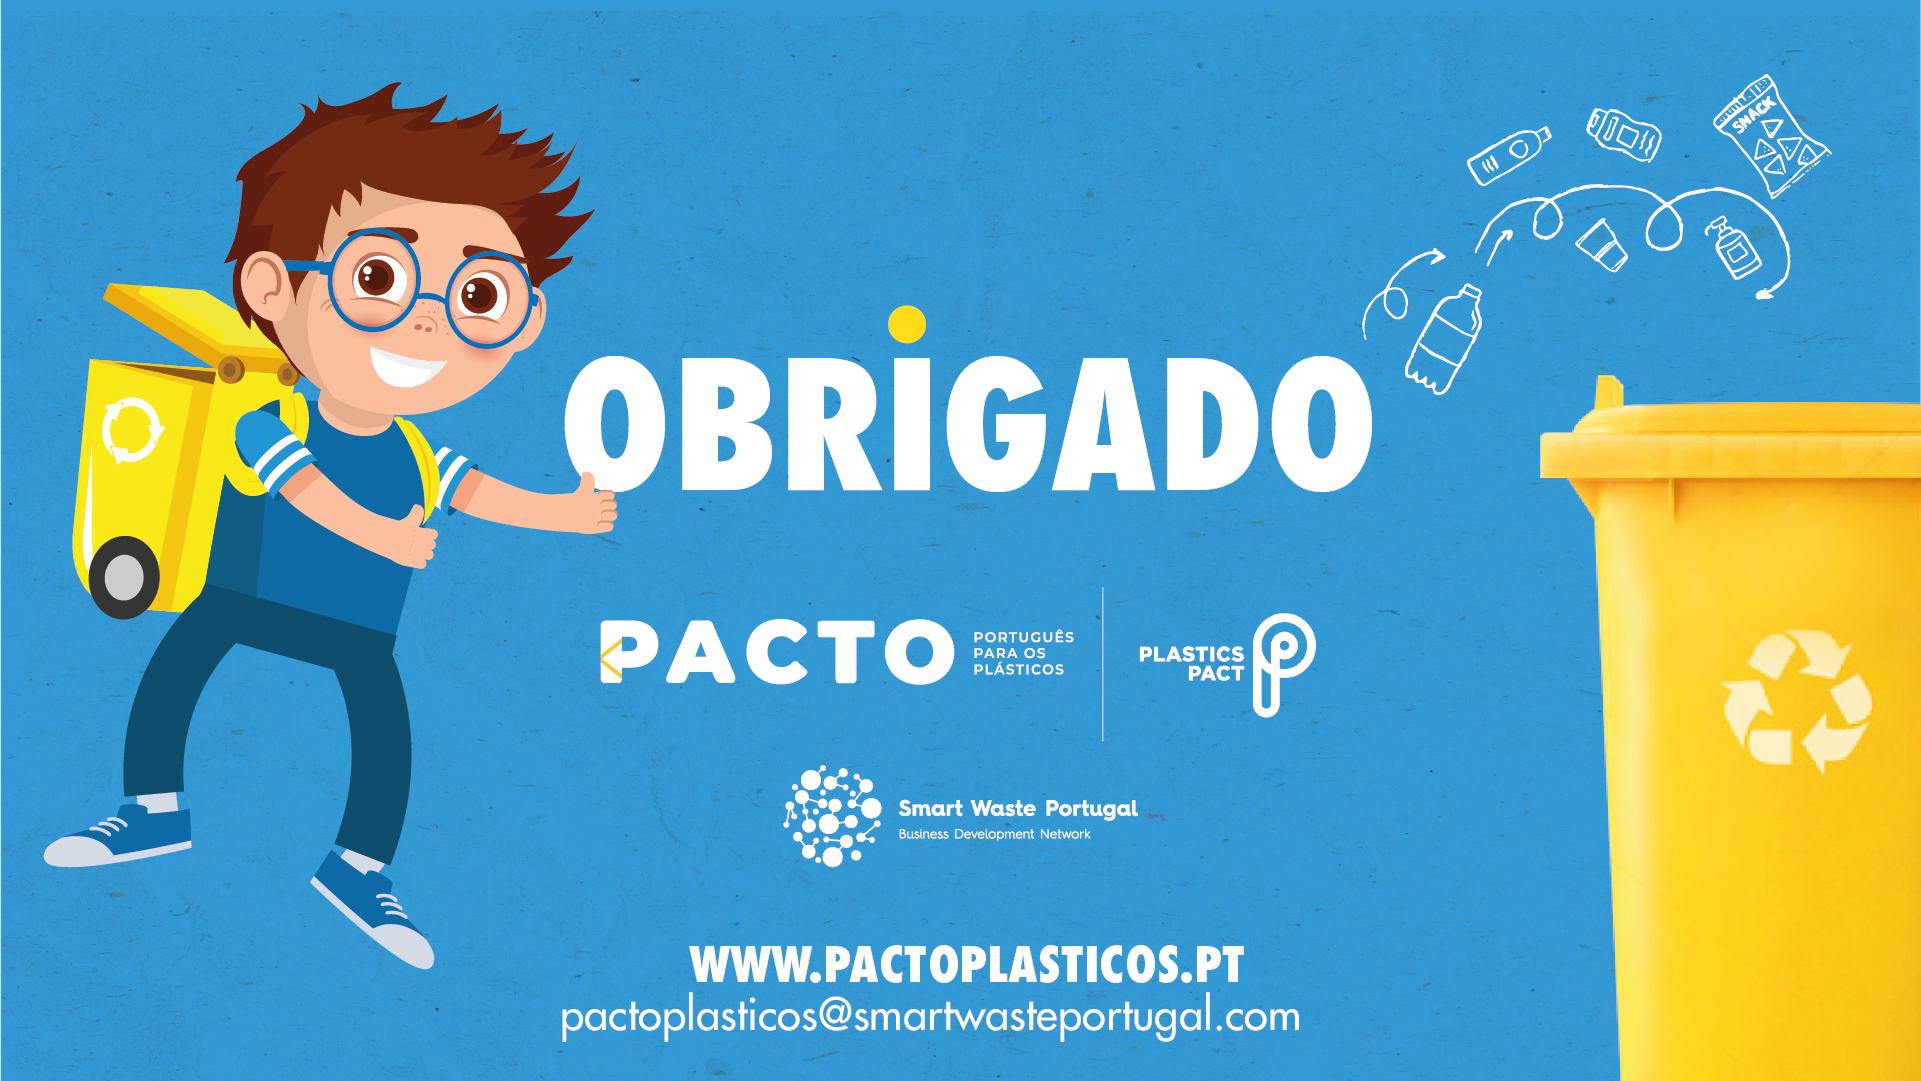 SNACK
OBRIGADO
PACTO
PORTUGUÊS
PARA OS
PLÁSTICOS
PLASTICS
PACT
Smart Waste Portugal
Business Development Network
WWW.PACTOPLASTICOS.PT
pactoplasticos@smartwasteportugal.com